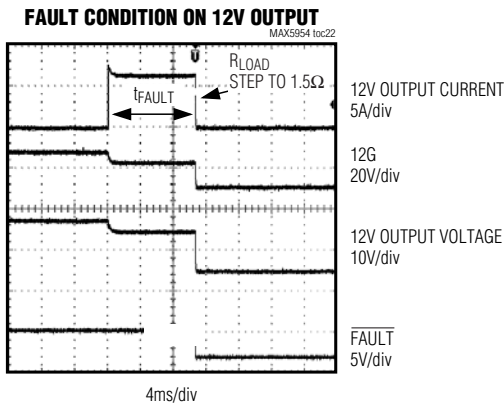 FAULT CONDITION ON 12V OUTPUT
MAX5954 toc22
RLOAD
STEP TO 1.5Ω
tFAULT
12V OUTPUT CURRENT
5A/div
12G
20V/div
12V OUTPUT VOLTAGE
10V/div
FAULT
5V/div
4ms/div